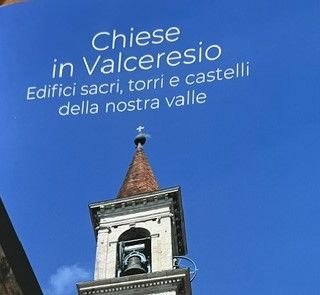 Chiese
in Valceresio
Edifici sacri, torri e castelli
della nostra valle